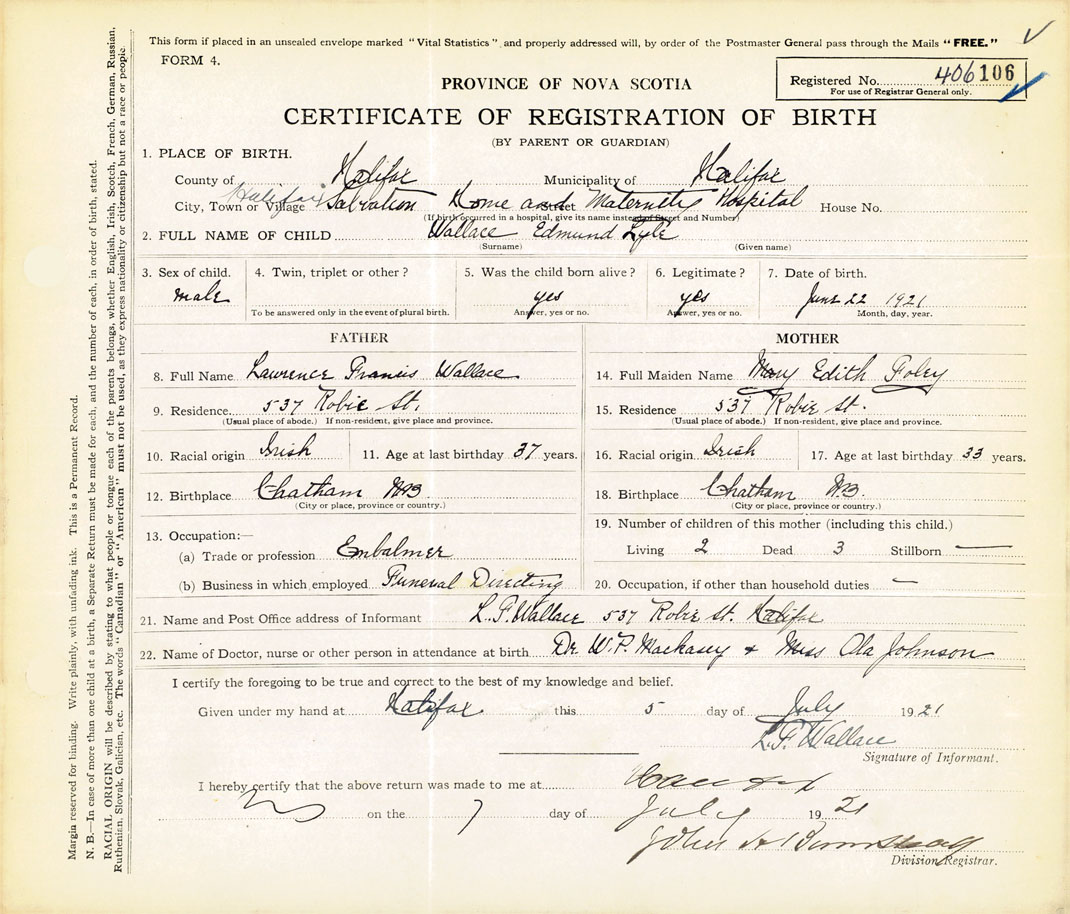 This form if placed in an unsealed envelope marked "Vital Statistics" and properly addressed will, by order of the Postmaster General pass through the Mails "FREE."
FORM 4.
Registered No. 406106
For use of Registrar General only.
PROVINCE OF NOVA SCOTIA
CERTIFICATE OF REGISTRATION OF BIRTH
(BY PARENT OR GUARDIAN)
1. PLACE OF BIRTH.
County of Halifax Municipality of Halifax
City, Town or Village Halifax Salvation Home and Maternity Hospital House No.
(If birth occurred in a hospital, give its name instead of Street and Number)
2. FULL NAME OF CHILD Wallace Edmund Lyle
(Surname) (Given name)
3. Sex of child. 4. Twin, triplet or other? 5. Was the child born alive? 6. Legitimate? 7. Date of birth.
male yes yes June 22 1921
To be answered only in the event of plural birth. Answer, yes or no. Answer, yes or no. Month, day, year.
FATHER
8. Full Name Lawrence Francis Wallace
9. Residence 537 Robie St.
(Usual place of abode.) If non-resident, give place and province.
10. Racial origin Irish 11. Age at last birthday 37 years.
12. Birthplace Chatham N.B.
(City or place, province or country.)
13. Occupation:—
(a) Trade or profession Embalmer
(b) Business in which employed Funeral Directing
MOTHER
14. Full Maiden Name Mary Edith Foley
15. Residence 537 Robie St.
(Usual place of abode.) If non-resident, give place and province.
16. Racial origin Irish 17. Age at last birthday 33 years.
18. Birthplace Chatham N.B.
(City or place, province or country.)
19. Number of children of this mother (including this child.)
Living 2 Dead 3 Stillborn —
20. Occupation, if other than household duties —
21. Name and Post Office address of Informant L. F. Wallace 537 Robie St. Halifax
22. Name of Doctor, nurse or other person in attendance at birth Dr. W. P. Mackasey + Miss Ola Johnson
I certify the foregoing to be true and correct to the best of my knowledge and belief.
Given under my hand at Halifax this 5 day of July 1921
L. F. Wallace
Signature of Informant.
I hereby certify that the above return was made to me at
on the 7 day of July 1921
John A
Division Registrar.
Margin reserved for binding. Write plainly, with unfading ink. This is a Permanent Record.
N. B.—In case of more than one child at a birth, a Separate Return must be made for each, and the number of each, in order of birth, stated.
RACIAL ORIGIN will be described by stating to what people or tongue each of the parents belongs, whether English, Irish, Scotch, French, German, Russian,
Ruthenian, Slovak, Galician, etc. The words "Canadian" or "American" must not be used, as they express nationality or citizenship but not a race or people.